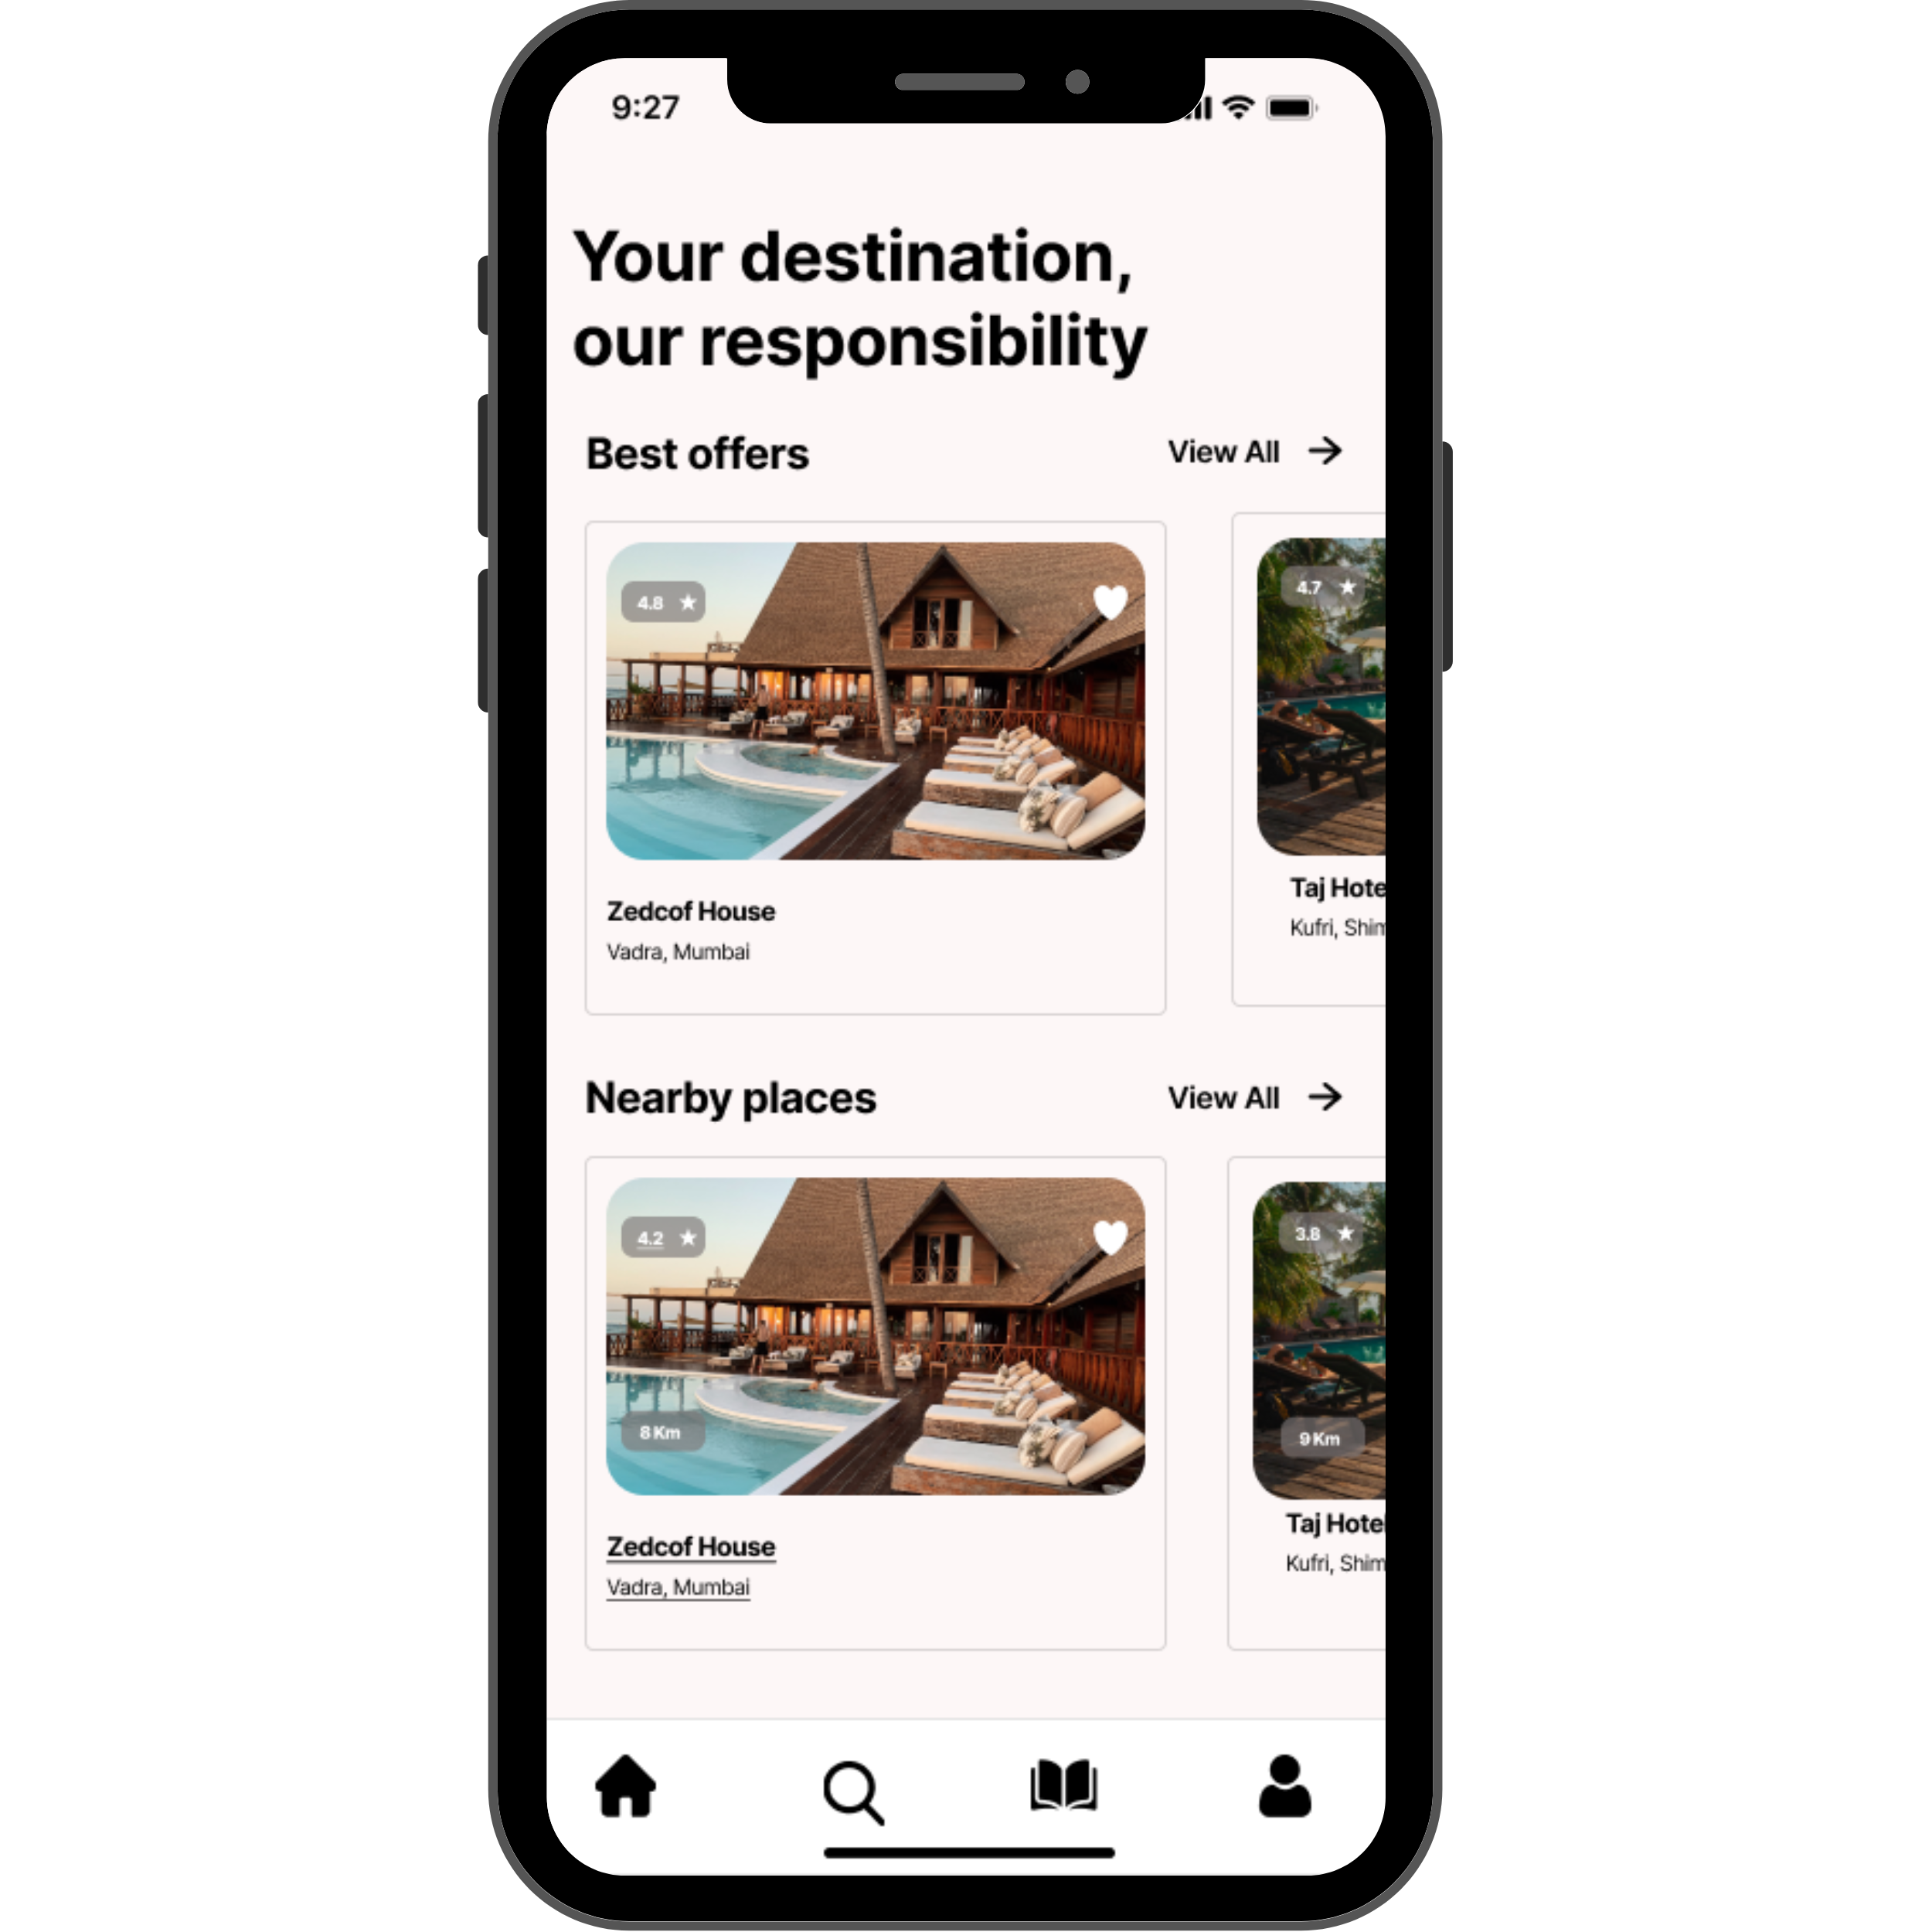 9:27
Your destination,
our responsibility
Best offers
View All
4.8
4.7
Zedcof House
Vadra, Mumbai
Taj Hote
Kufri, Shim
Nearby places
View All
4.2
3.8
8 Km
9 Km
Zedcof House
Vadra, Mumbai
Taj Hotel
Kufri, Shim